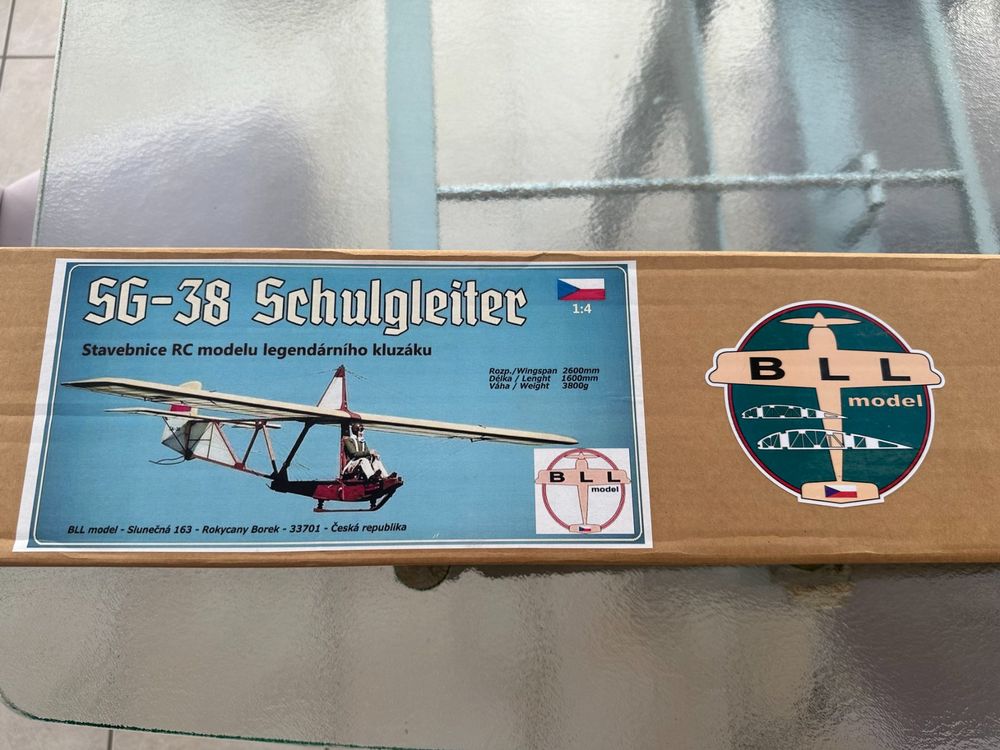 SG-38 Schulgleiter
1:4
Stavebnice RC modelu legendárního kluzáku
Rozp./Wingspan 2600mm
Délka / Lenght 1600mm
Váha / Weight 3800g
BLL
model
BLL model - Slunečná 163 - Rokycany Borek - 33701 - Česká republika
BLL
model